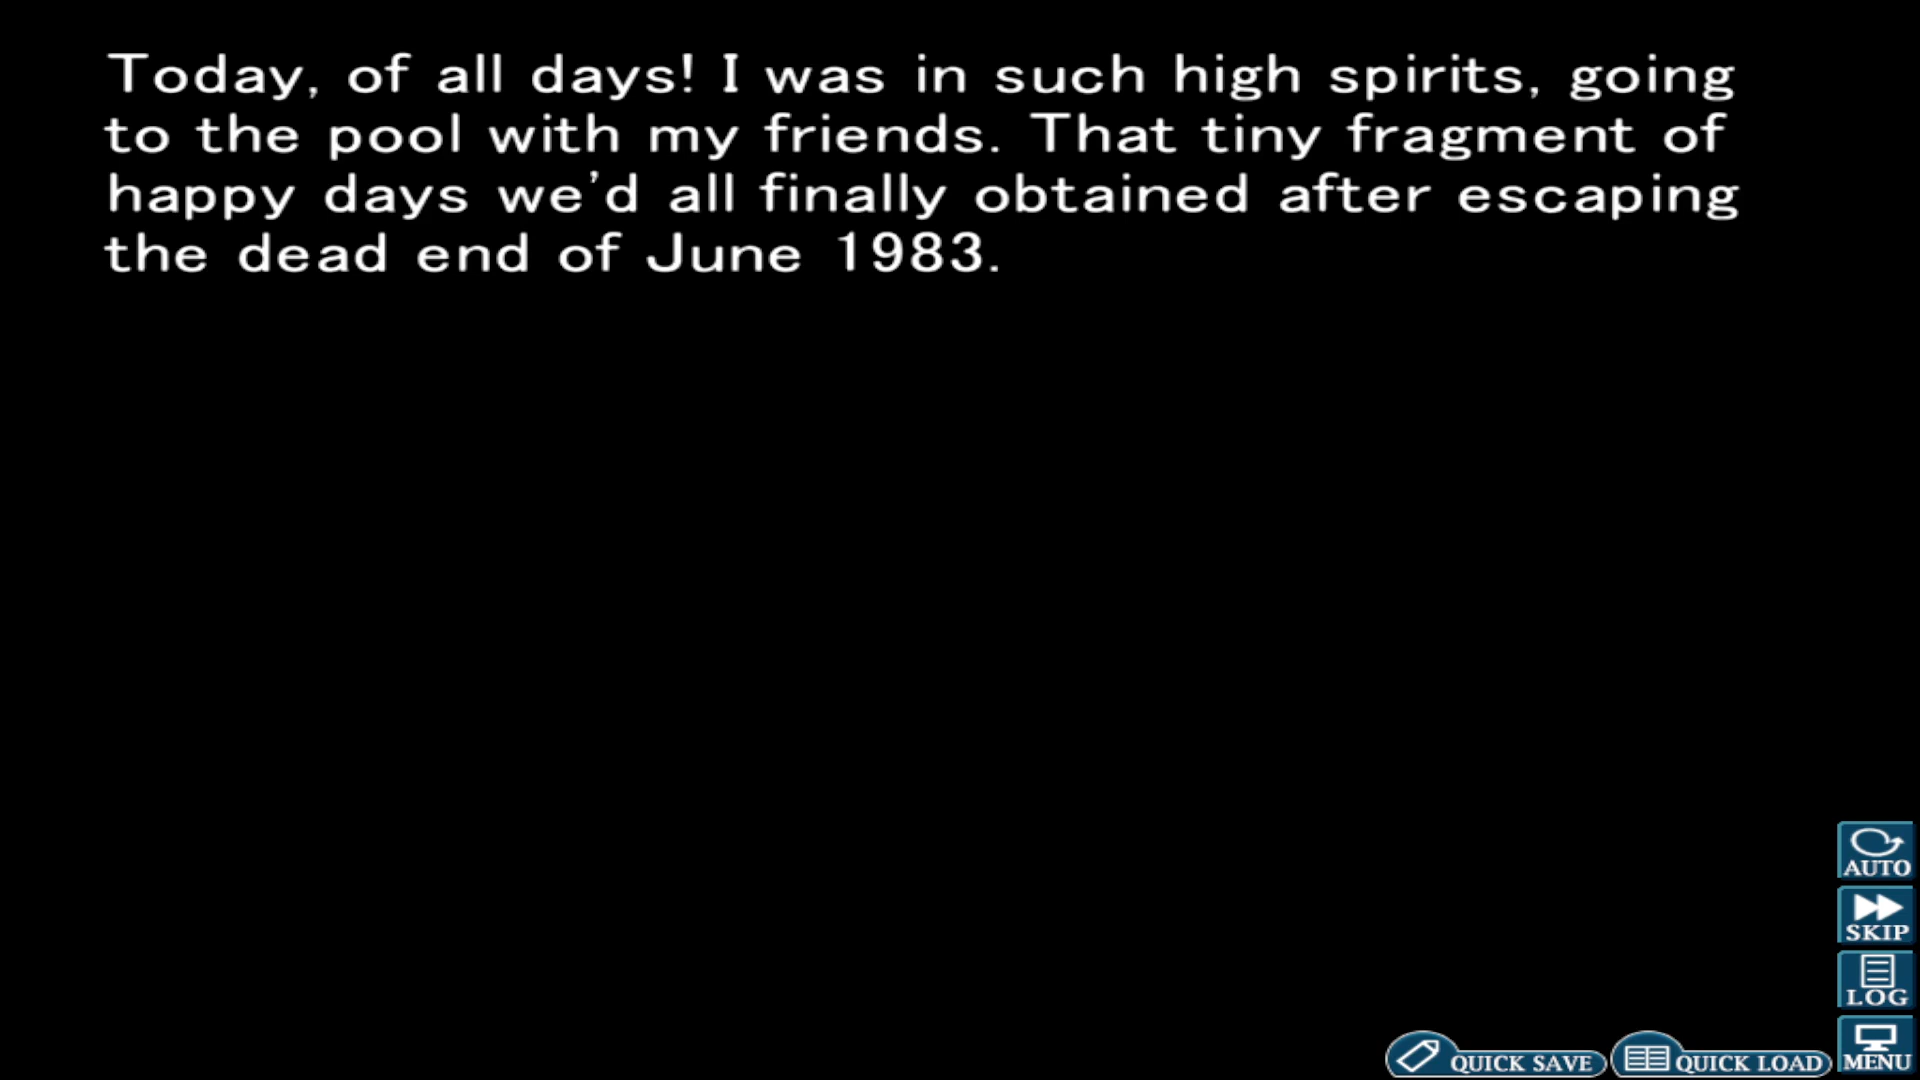 Today, of all days! I was in such high spirits, going
to the pool with my friends. That tiny fragment of
happy days we'd all finally obtained after escaping
the dead end of June 1983.
AUTO
SKIP
LOG
QUICK SAVE
QUICK LOAD
MENU